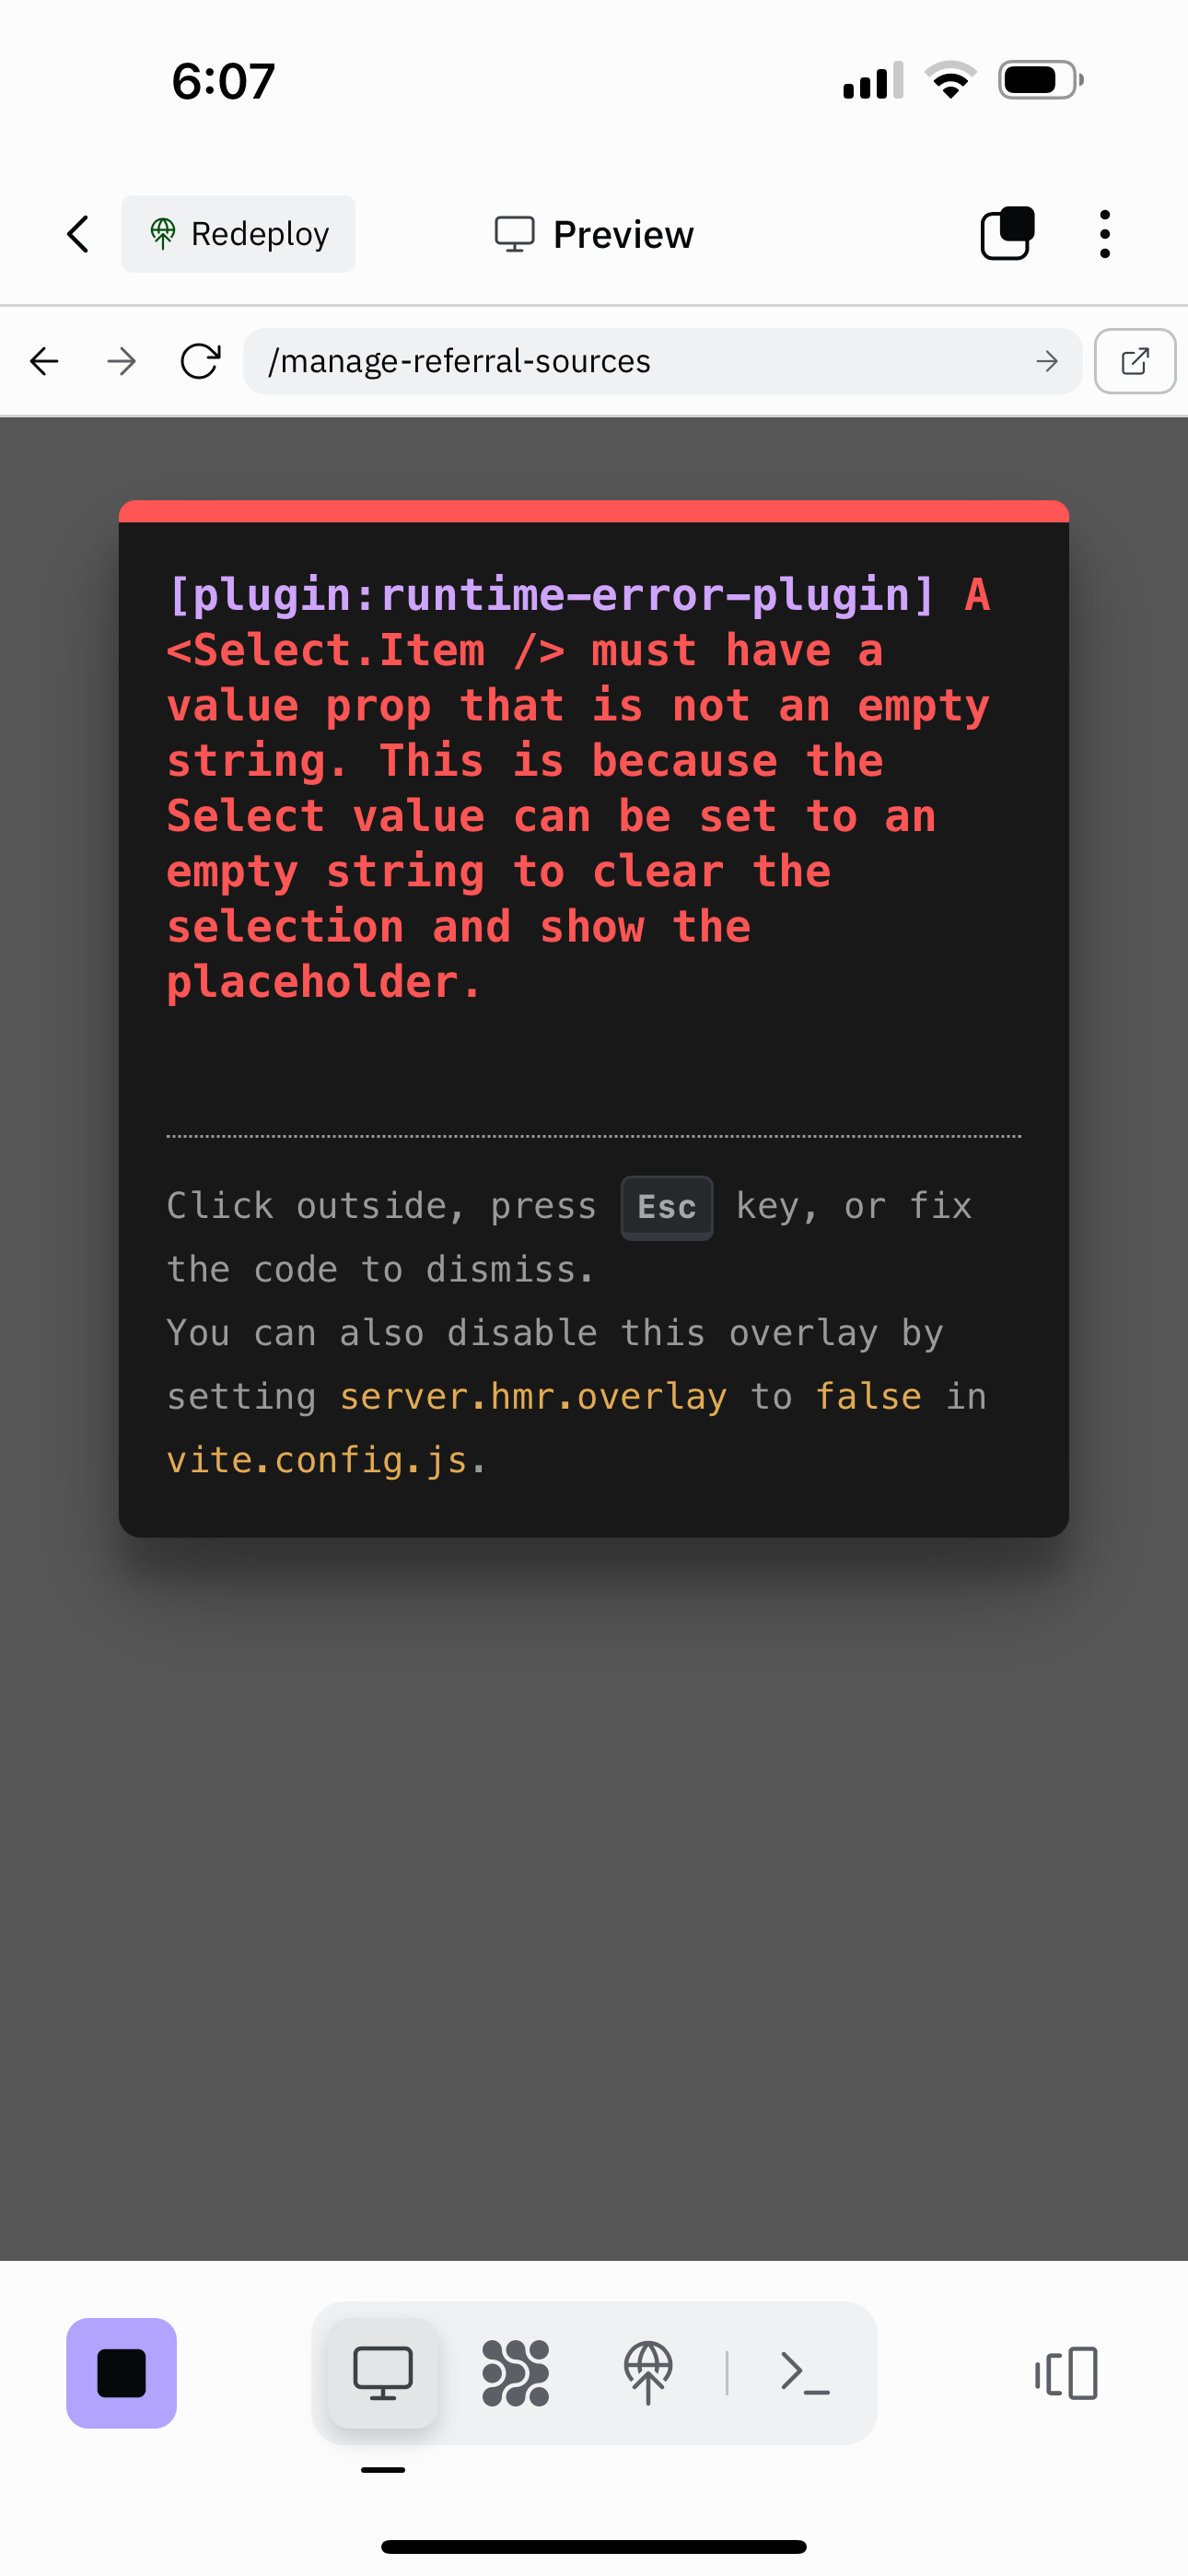 6:07
Redeploy
Preview
/manage-referral-sources
[plugin:runtime-error-plugin] A
<Select.Item /> must have a
value prop that is not an empty
string. This is because the
Select value can be set to an
empty string to clear the
selection and show the
placeholder.
Click outside, press Esc key, or fix
the code to dismiss.
You can also disable this overlay by
setting server.hmr.overlay to false in
vite.config.js.